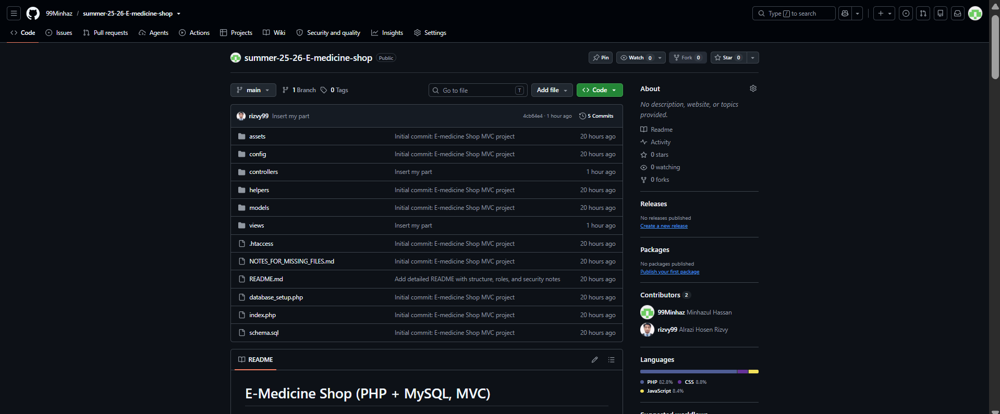 99Minhaz / summer-25-26-E-medicine-shop
Type / to search
Code Issues Pull requests Agents Actions Projects Wiki Security and quality Insights Settings
summer-25-26-E-medicine-shop Public
Pin Watch 0 Fork 0 Star 0
main 1 Branch 0 Tags Go to file T Add file Code
rizvy99 Insert my part 4cb64e4 · 1 hour ago 5 Commits
assets Initial commit: E-medicine Shop MVC project 20 hours ago
config Initial commit: E-medicine Shop MVC project 20 hours ago
controllers Insert my part 1 hour ago
helpers Initial commit: E-medicine Shop MVC project 20 hours ago
models Initial commit: E-medicine Shop MVC project 20 hours ago
views Insert my part 1 hour ago
.htaccess Initial commit: E-medicine Shop MVC project 20 hours ago
NOTES_FOR_MISSING_FILES.md Initial commit: E-medicine Shop MVC project 20 hours ago
README.md Add detailed README with structure, roles, and security notes 20 hours ago
database_setup.php Initial commit: E-medicine Shop MVC project 20 hours ago
index.php Initial commit: E-medicine Shop MVC project 20 hours ago
schema.sql Initial commit: E-medicine Shop MVC project 20 hours ago
README
E-Medicine Shop (PHP + MySQL, MVC)
About
No description, website, or topics
provided.
Readme
Activity
0 stars
0 watching
0 forks
Releases
No releases published
Create a new release
Packages
No packages published
Publish your first package
Contributors 2
99Minhaz Minhazul Hassan
rizvy99 Alrazi Hosen Rizvy
Languages
PHP 82.8% CSS 8.8%
JavaScript 8.4%
Suggested workflows